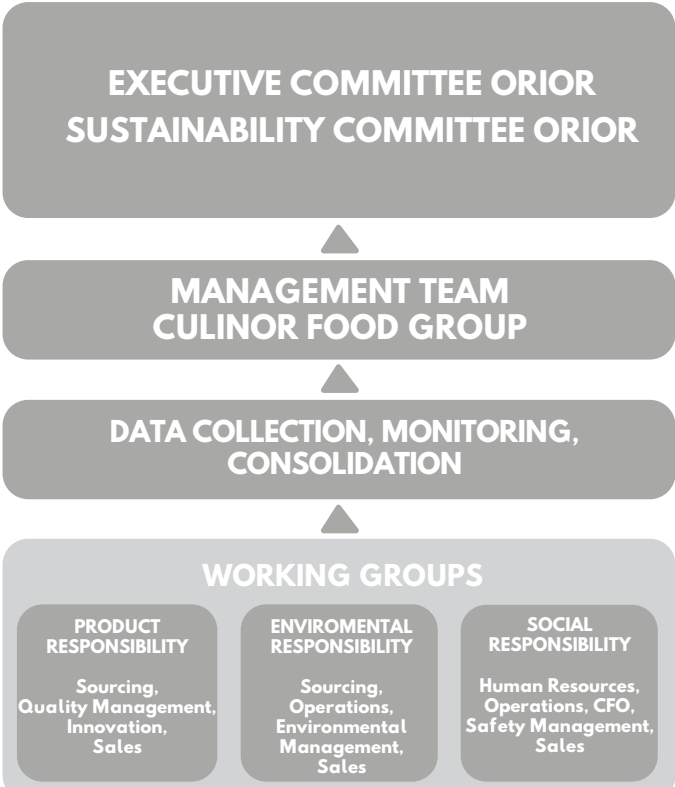 EXECUTIVE COMMITTEE ORIOR
SUSTAINABILITY COMMITTEE ORIOR
MANAGEMENT TEAM
CULINOR FOOD GROUP
DATA COLLECTION, MONITORING,
CONSOLIDATION
WORKING GROUPS
PRODUCT
RESPONSIBILITY
Sourcing,
Quality Management,
Innovation,
Sales
ENVIROMENTAL
RESPONSIBILITY
Sourcing,
Operations,
Environmental
Management,
Sales
SOCIAL
RESPONSIBILITY
Human Resources,
Operations, CFO,
Safety Management,
Sales